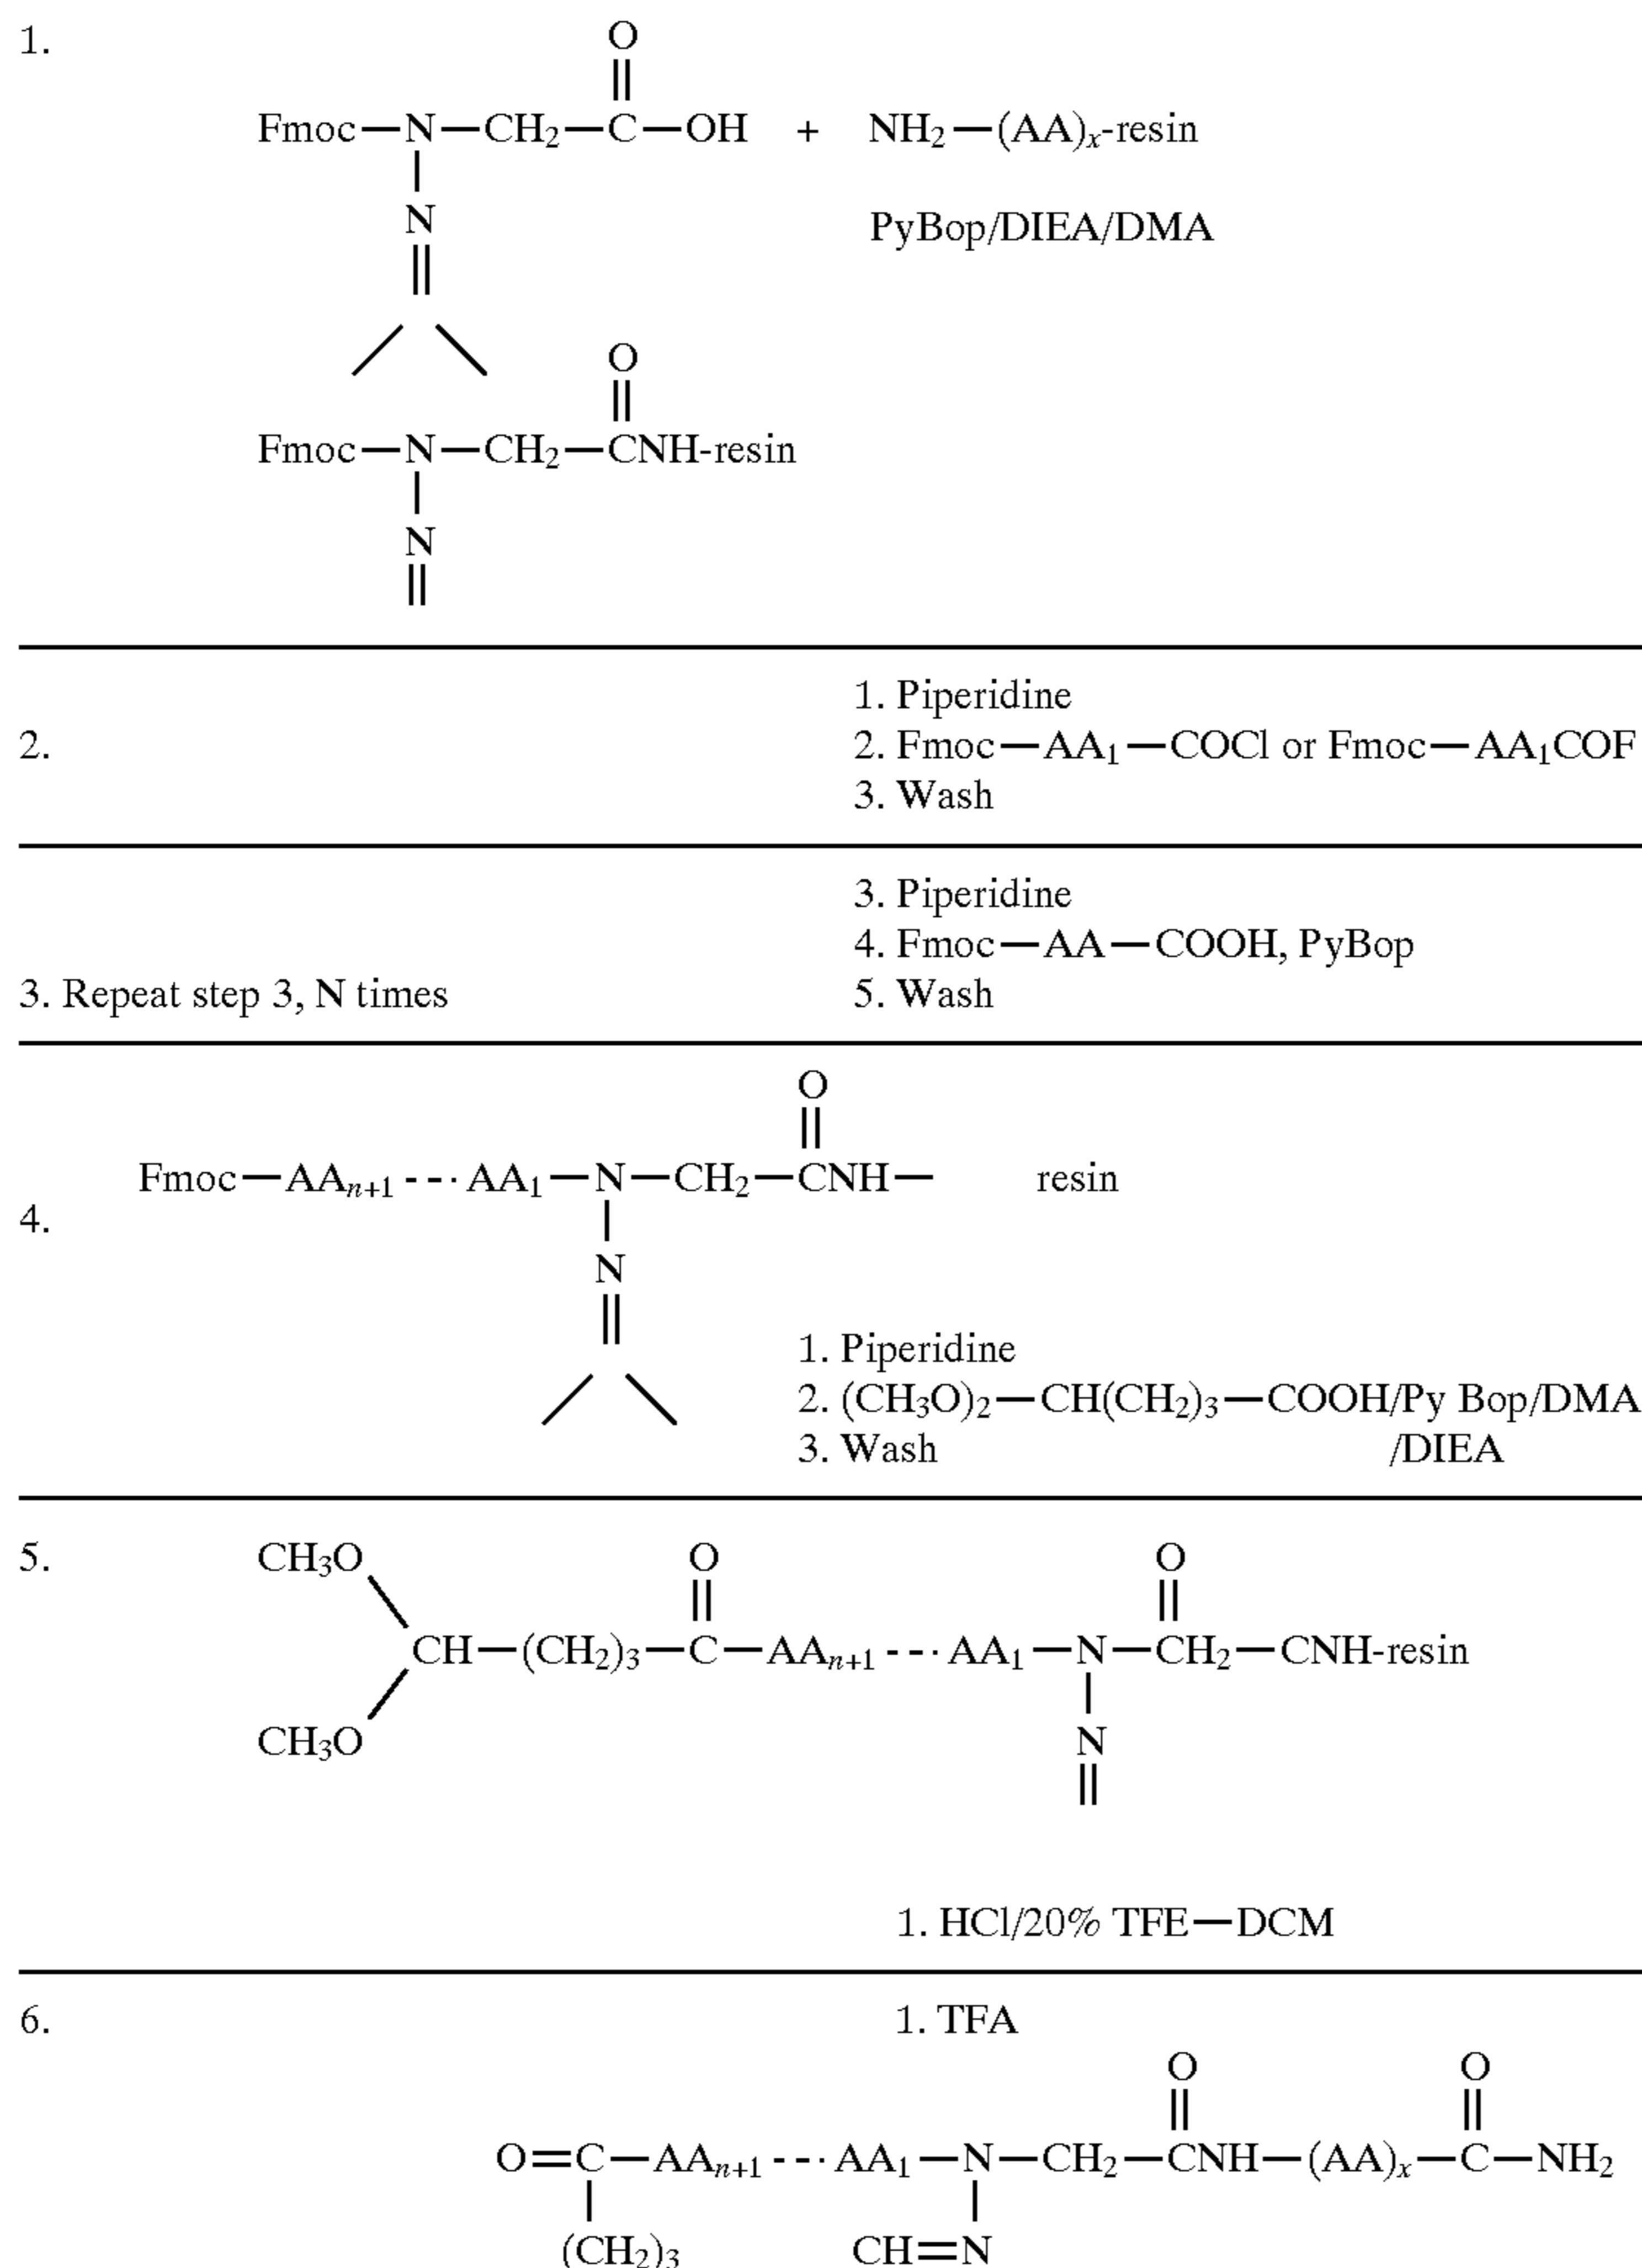 1.
O
Fmoc—N—CH₂—C—OH + NH₂—(AA)ₓ-resin
N
PyBop/DIEA/DMA
O
Fmoc—N—CH₂—CNH-resin
N
2.
1. Piperidine
2. Fmoc—AA₁—COCl or Fmoc—AA₁COF
3. Wash
3. Repeat step 3, N times
3. Piperidine
4. Fmoc—AA—COOH, PyBop
5. Wash
4.
O
Fmoc—AAₙ₊₁---AA₁—N—CH₂—CNH— resin
N
1. Piperidine
2. (CH₃O)₂—CH(CH₂)₃—COOH/Py Bop/DMA
/DIEA
3. Wash
5.
CH₃O O O
CH—(CH₂)₃—C—AAₙ₊₁---AA₁—N—CH₂—CNH-resin
CH₃O N
1. HCl/20% TFE—DCM
6.
1. TFA
O O
O=C—AAₙ₊₁---AA₁—N—CH₂—CNH—(AA)ₓ—C—NH₂
(CH₂)₃ CH=N